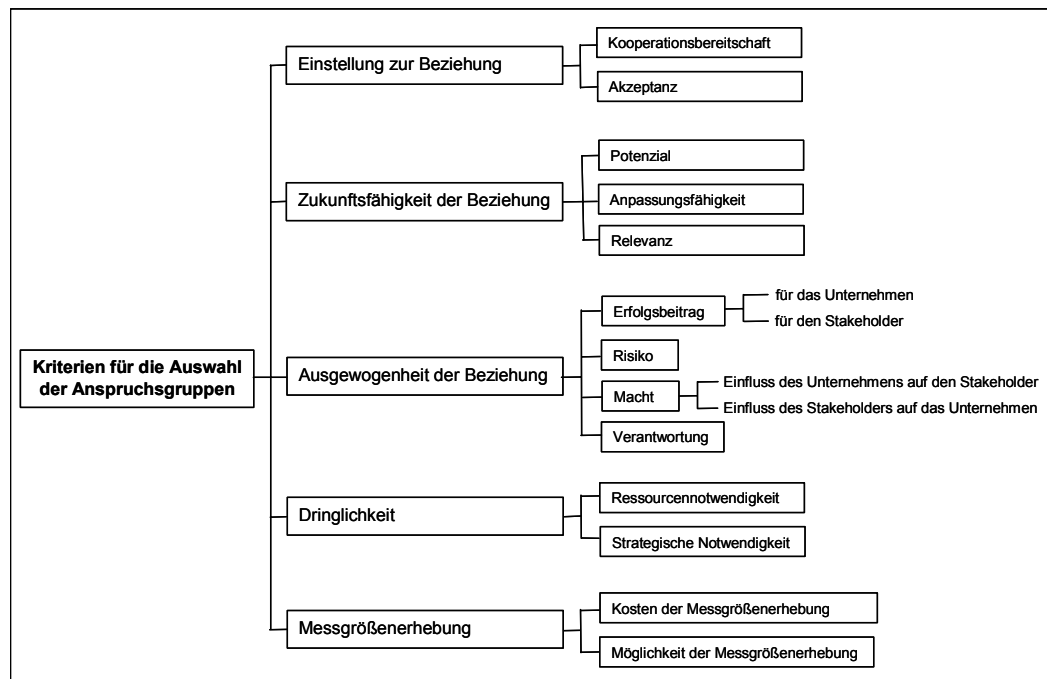 Kriterien für die Auswahl
der Anspruchsgruppen
Einstellung zur Beziehung
Kooperationsbereitschaft
Akzeptanz
Zukunftsfähigkeit der Beziehung
Potenzial
Anpassungsfähigkeit
Relevanz
Ausgewogenheit der Beziehung
Erfolgsbeitrag
für das Unternehmen
für den Stakeholder
Risiko
Macht
Einfluss des Unternehmens auf den Stakeholder
Einfluss des Stakeholders auf das Unternehmen
Verantwortung
Dringlichkeit
Ressourcennotwendigkeit
Strategische Notwendigkeit
Messgrößenerhebung
Kosten der Messgrößenerhebung
Möglichkeit der Messgrößenerhebung